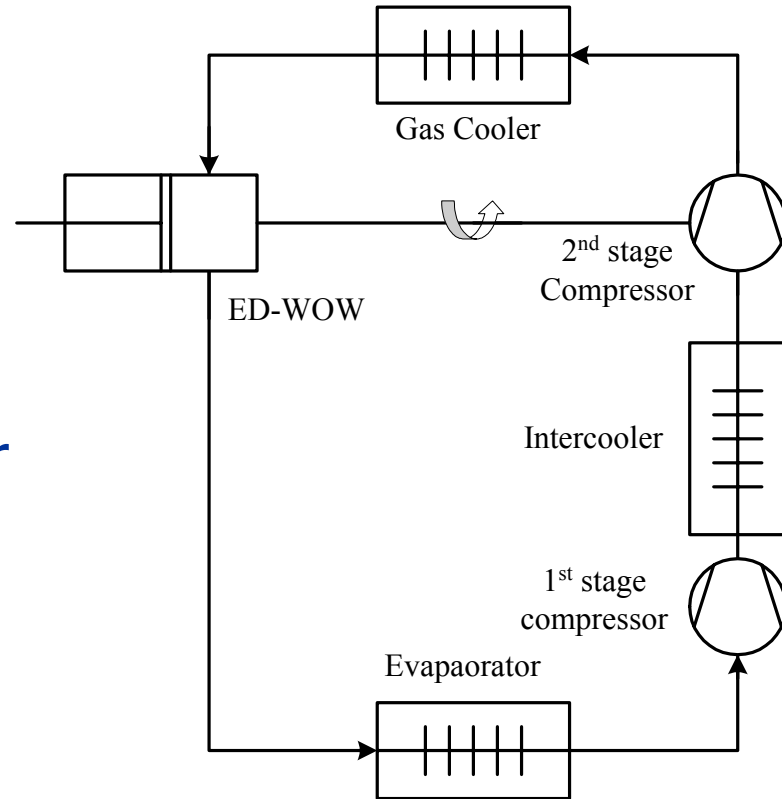 Gas Cooler
2nd stage
Compressor
ED-WOW
Intercooler
r
1st stage
compressor
Evapaorator